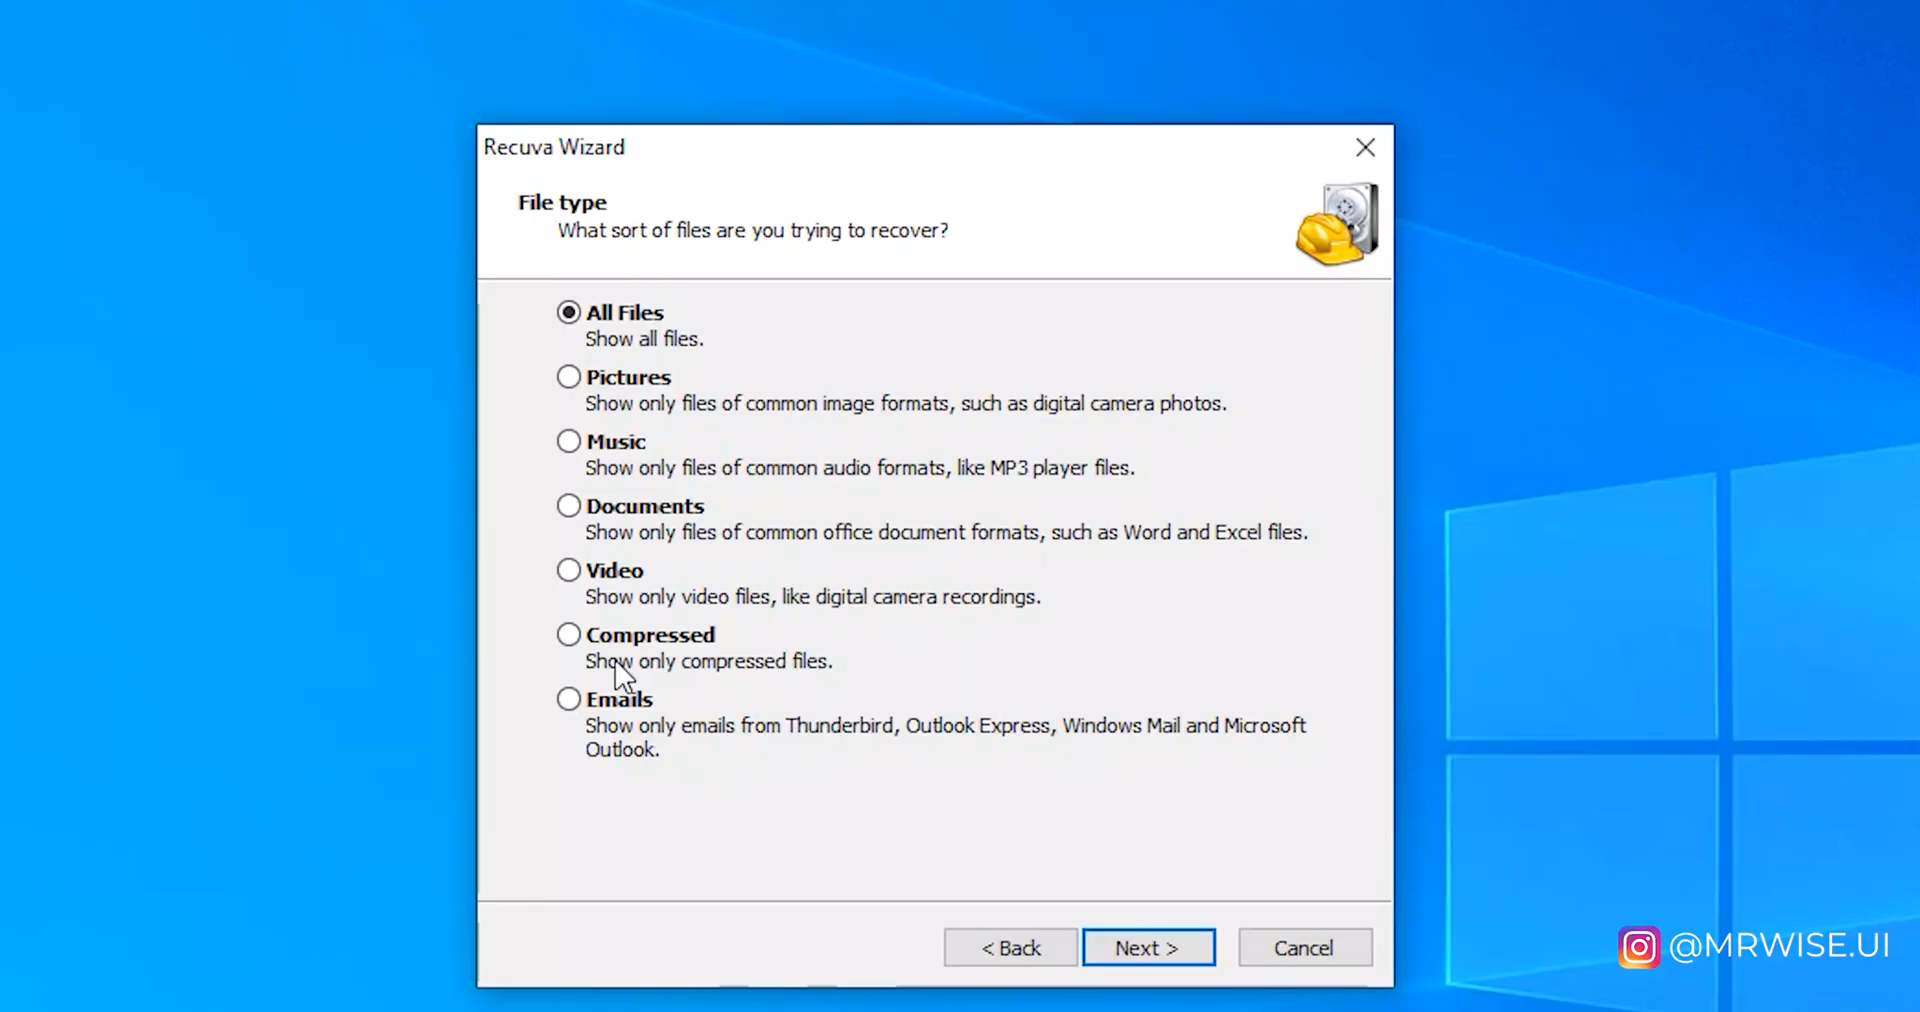 Recuva Wizard
File type
What sort of files are you trying to recover?
All Files
Show all files.
Pictures
Show only files of common image formats, such as digital camera photos.
Music
Show only files of common audio formats, like MP3 player files.
Documents
Show only files of common office document formats, such as Word and Excel files.
Video
Show only video files, like digital camera recordings.
Compressed
Show only compressed files.
Emails
Show only emails from Thunderbird, Outlook Express, Windows Mail and Microsoft
Outlook.
< Back
Next >
Cancel
@MRWISE.UI